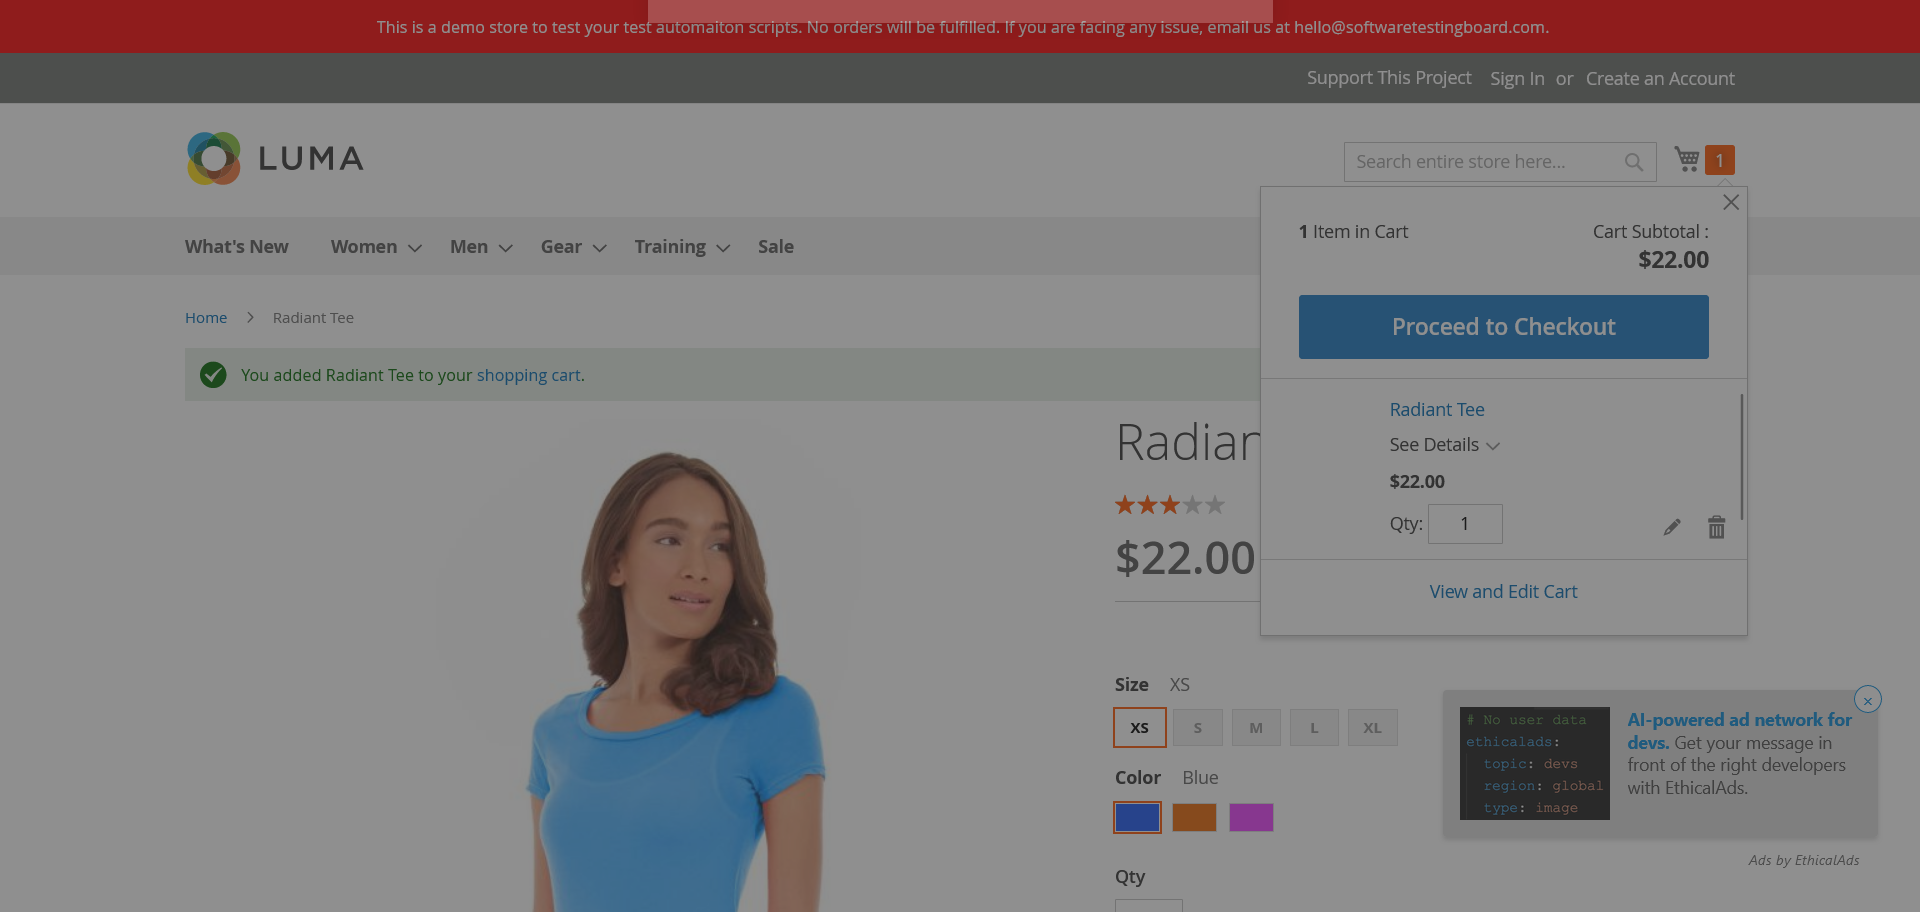 This is a demo store to test your test automaiton scripts. No orders will be fulfilled. If you are facing any issue, email us at hello@softwaretestingboard.com.
Support This Project Sign In or Create an Account
LUMA
Search entire store here...
1
What's New Women Men Gear Training Sale
1 Item in Cart
Cart Subtotal :
$22.00
Proceed to Checkout
Home Radiant Tee
You added Radiant Tee to your shopping cart.
Radiant Tee
See Details
$22.00
Qty: 1
View and Edit Cart
Radian
$22.00
Size XS
XS S M L XL
Color Blue
Qty
# No user data
ethicalads:
topic: devs
region: global
type: image
AI-powered ad network for
devs. Get your message in
front of the right developers
with EthicalAds.
Ads by EthicalAds